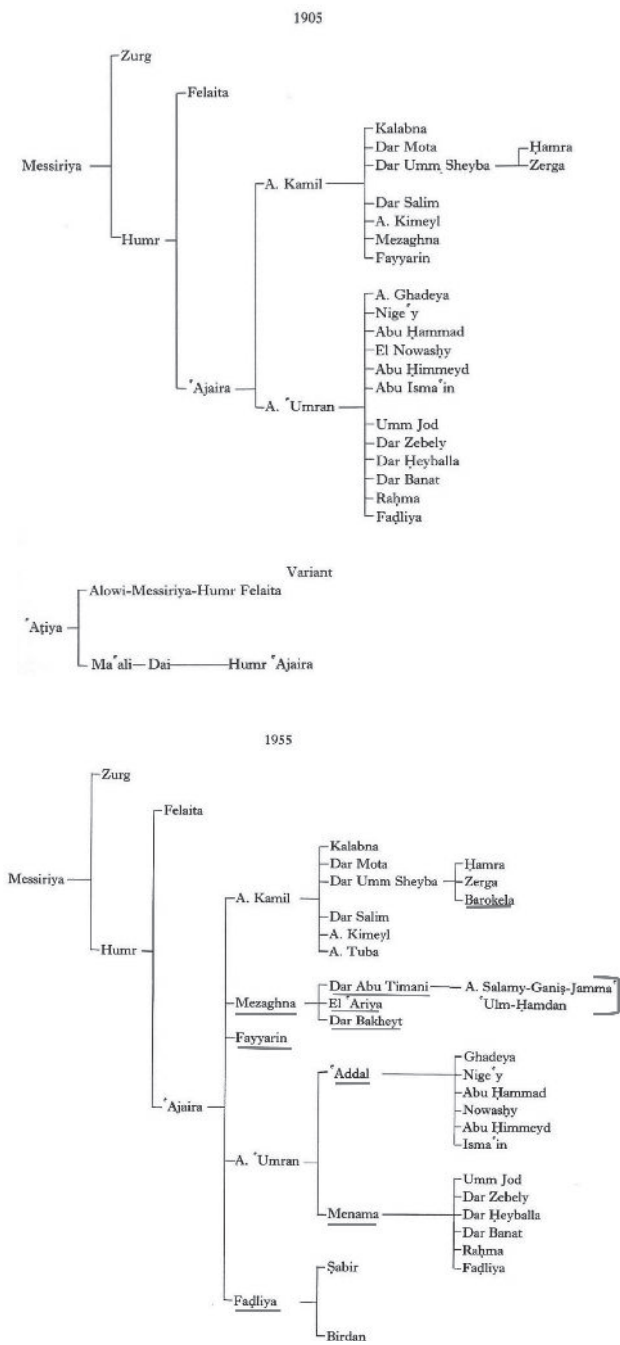 1905
Zurg
Felaita
Kalabna
Dar Mota
Ḥamra
Messiriya
Dar Umm Sheyba
Zerga
A. Kamil
Dar Salim
A. Kimeyl
Humr
Mezaghna
Fayyarin
A. Ghadeya
Nigeʿy
Abu Ḥammad
El Nowashy
Abu Ḥimmeyd
ʿAjaira
Abu Ismaʿin
A. ʿUmran
Umm Jod
Dar Zebely
Dar Ḥeyballa
Dar Banat
Raḥma
Faḍliya
Variant
Alowi-Messiriya-Humr Felaita
ʿAṭiya
Maʿali—Dai——Humr ʿAjaira
1955
Zurg
Felaita
Kalabna
Dar Mota
Ḥamra
Messiriya
Dar Umm Sheyba
Zerga
A. Kamil
Barokela
Dar Salim
Humr
A. Kimeyl
A. Tuba
Dar Abu Timani — A. Salamy-Ganiṣ-Jammaʿ
Mezaghna
El ʿAriya
ʿUlm-Ḥamdan
Dar Bakheyt
Fayyarin
Ghadeya
ʿAddal
Nigeʿy
Abu Ḥammad
ʿAjaira
Nowashy
Abu Ḥimmeyd
Ismaʿin
A. ʿUmran
Umm Jod
Dar Zebely
Menama
Dar Ḥeyballa
Dar Banat
Raḥma
Faḍliya
Ṣabir
Faḍliya
Birdan